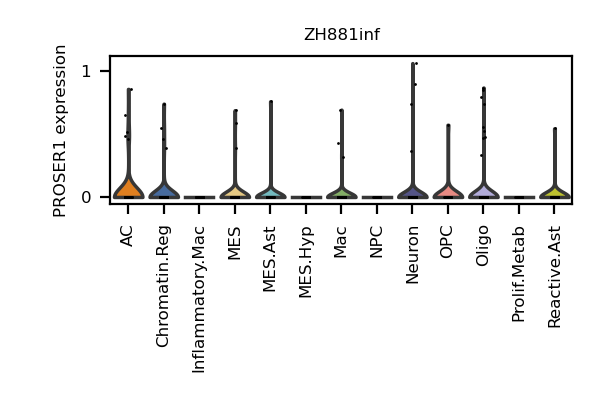 ZH881inf
PROSER1 expression
1
0
AC
Chromatin.Reg
Inflammatory.Mac
MES
MES.Ast
MES.Hyp
Mac
NPC
Neuron
OPC
Oligo
Prolif.Metab
Reactive.Ast